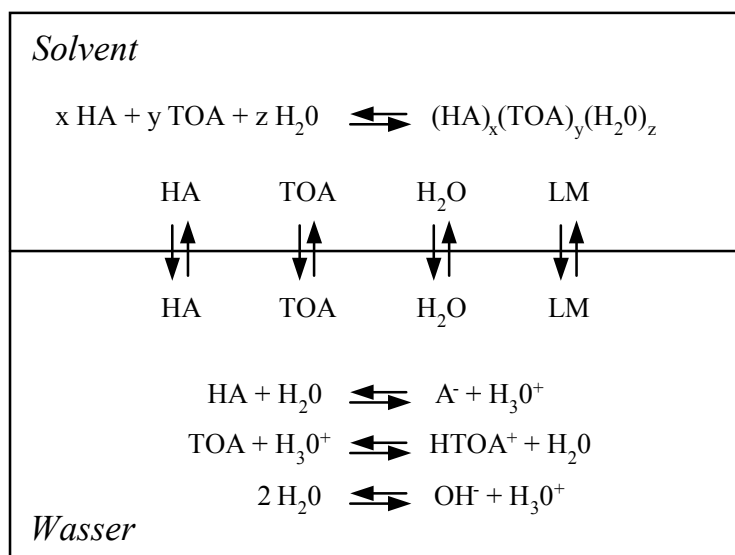 Solvent
x HA + y TOA + z H₂0 ⇌ (HA)ₓ(TOA)ᵧ(H₂0)z
HA TOA H₂O LM
HA TOA H₂O LM
HA + H₂0 ⇌ A⁻ + H₃0⁺
TOA + H₃0⁺ ⇌ HTOA⁺ + H₂0
2 H₂0 ⇌ OH⁻ + H₃0⁺
Wasser